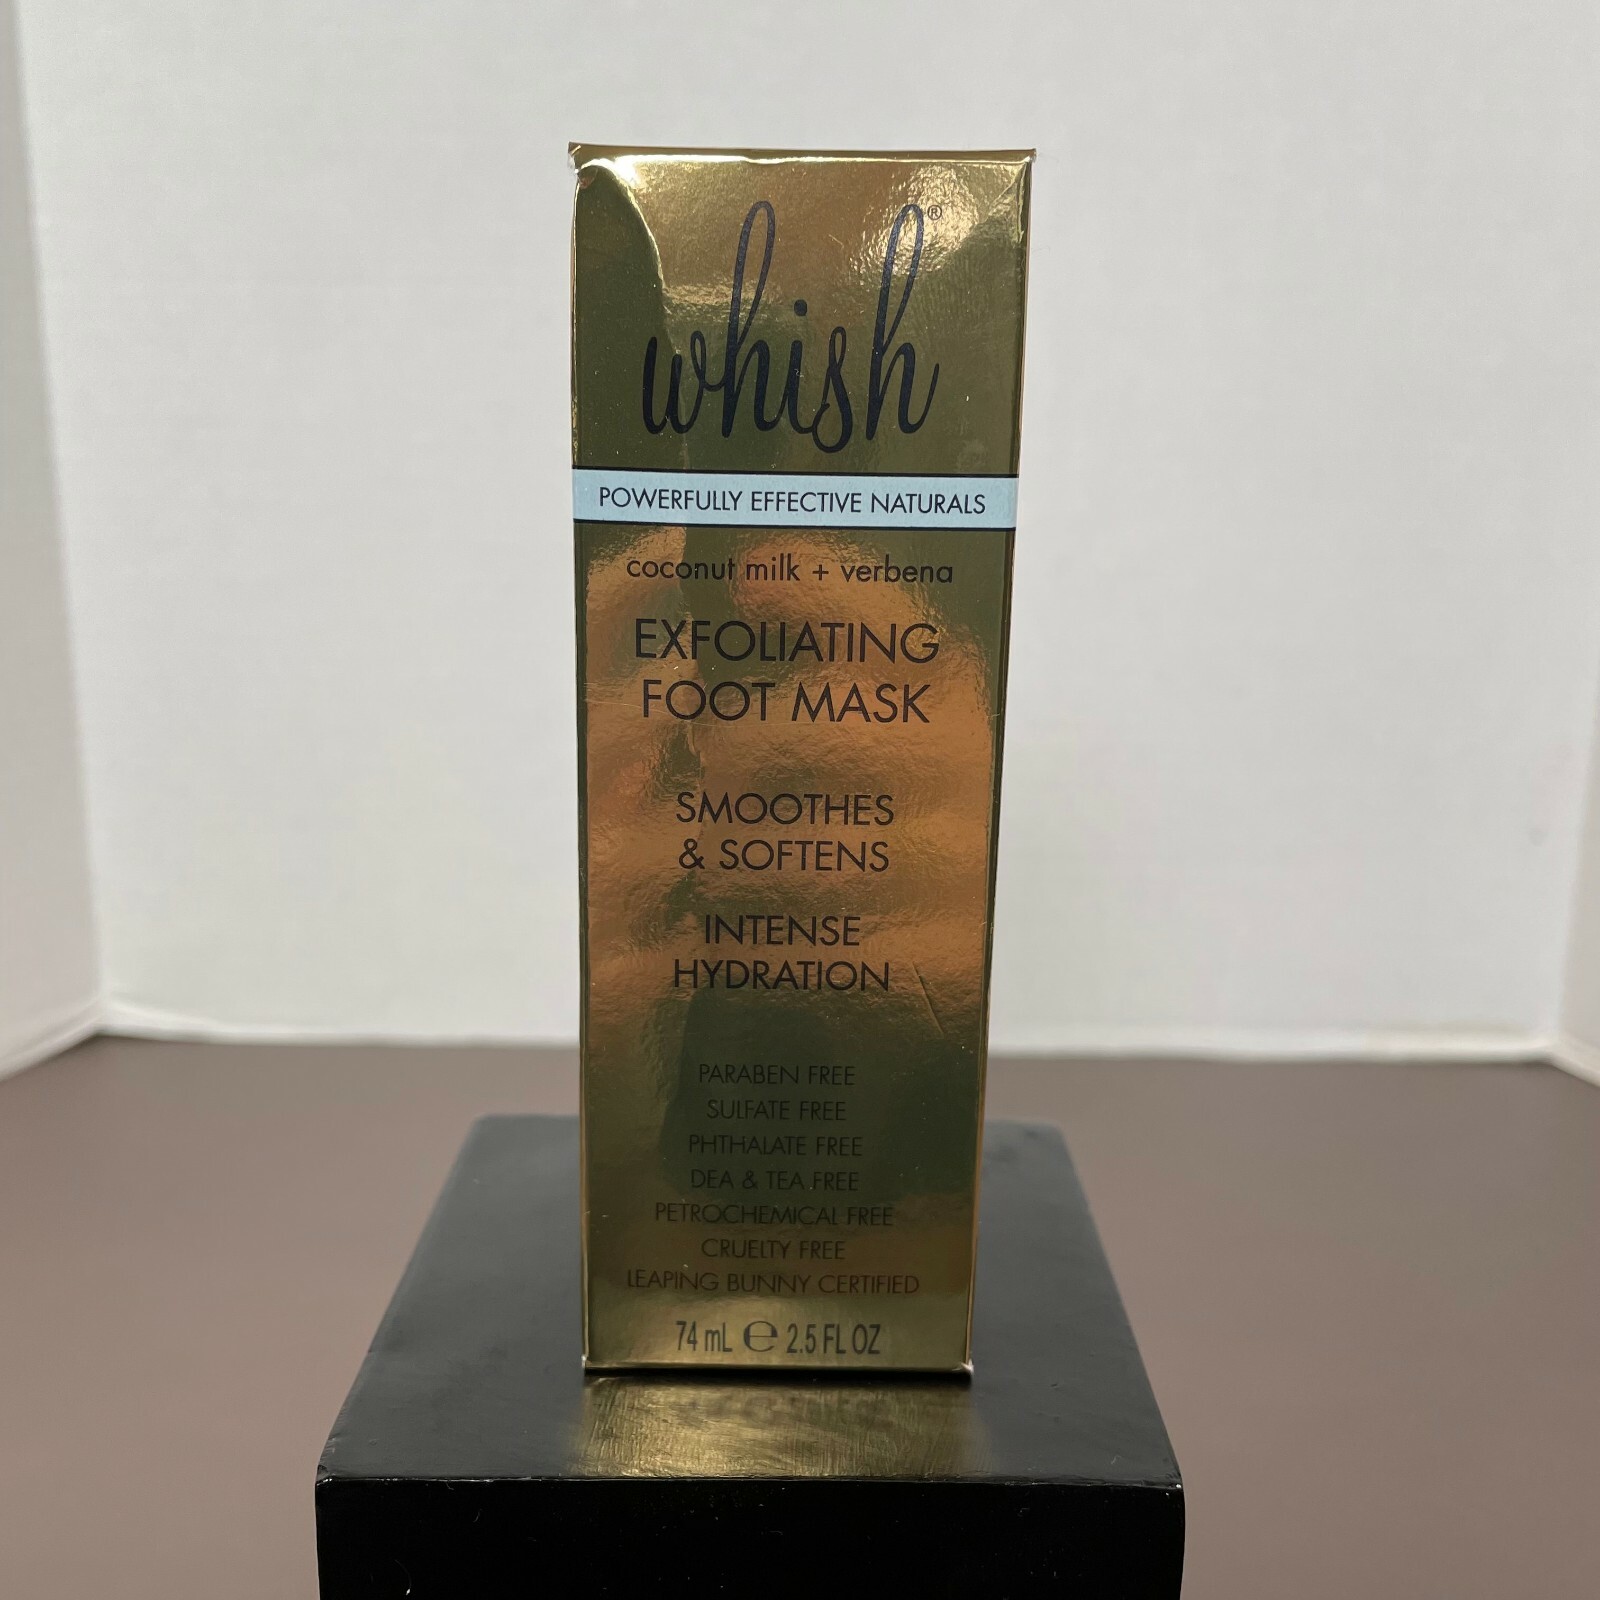 whish®
POWERFULLY EFFECTIVE NATURALS
coconut milk + verbena
EXFOLIATING
FOOT MASK
SMOOTHES
& SOFTENS
INTENSE
HYDRATION
PARABEN FREE
SULFATE FREE
PHTHALATE FREE
DEA & TEA FREE
PETROCHEMICAL FREE
CRUELTY FREE
LEAPING BUNNY CERTIFIED
74 mL ℮ 2.5 FL OZ